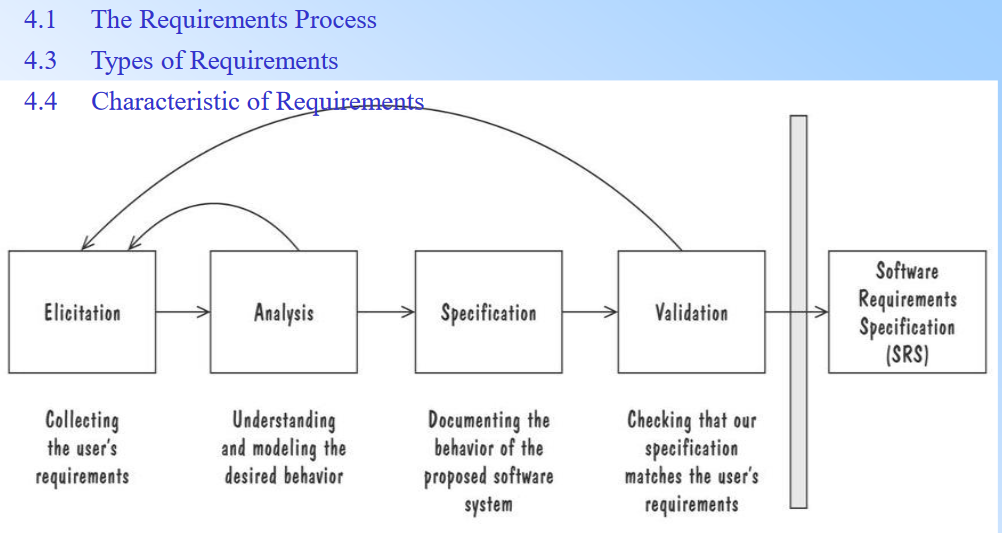 4.1 The Requirements Process
4.3 Types of Requirements
4.4 Characteristic of Requirements
Elicitation
Analysis
Specification
Validation
Software
Requirements
Specification
(SRS)
Collecting
the user's
requirements
Understanding
and modeling the
desired behavior
Documenting the
behavior of the
proposed software
system
Checking that our
specification
matches the user's
requirements